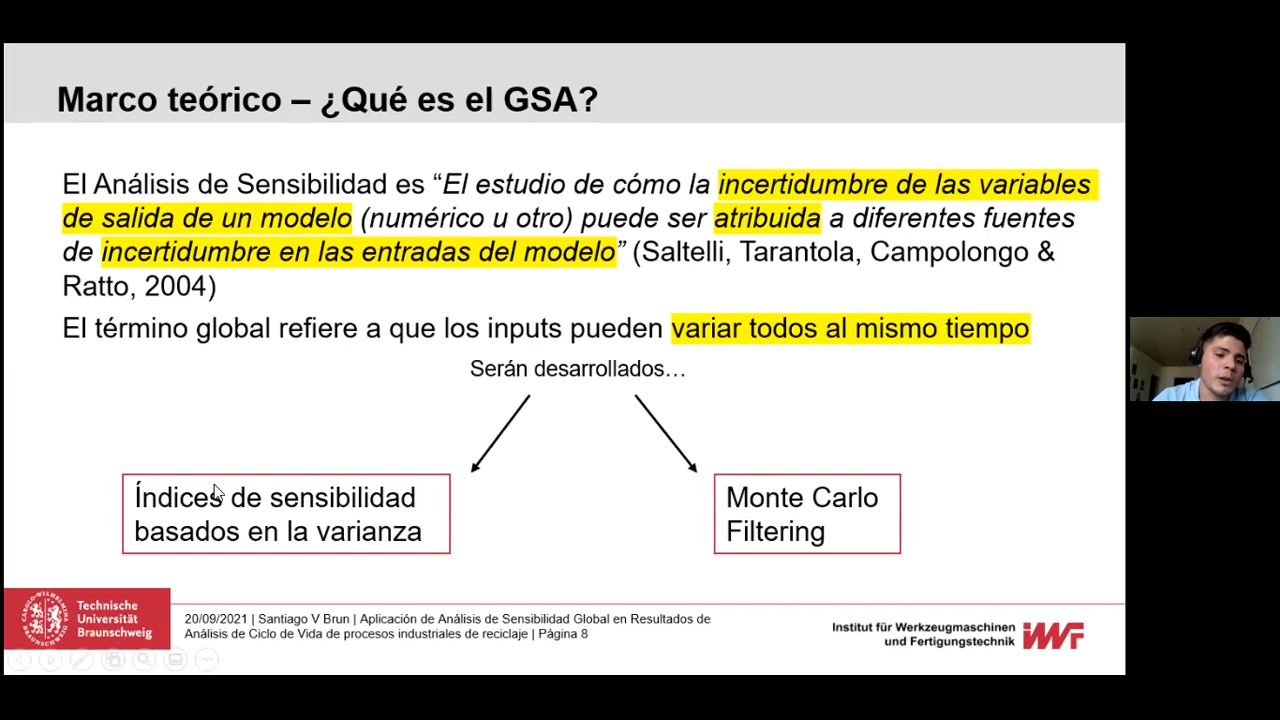 Marco teórico – ¿Qué es el GSA?
El Análisis de Sensibilidad es “El estudio de cómo la incertidumbre de las variables
de salida de un modelo (numérico u otro) puede ser atribuida a diferentes fuentes
de incertidumbre en las entradas del modelo” (Saltelli, Tarantola, Campolongo &
Ratto, 2004)
El término global refiere a que los inputs pueden variar todos al mismo tiempo
Serán desarrollados…
Índices de sensibilidad
basados en la varianza
Monte Carlo
Filtering
Technische
Universität
Braunschweig
20/09/2021 | Santiago V Brun | Aplicación de Análisis de Sensibilidad Global en Resultados de
Análisis de Ciclo de Vida de procesos industriales de reciclaje | Página 8
Institut für Werkzeugmaschinen
und Fertigungstechnik
iWF